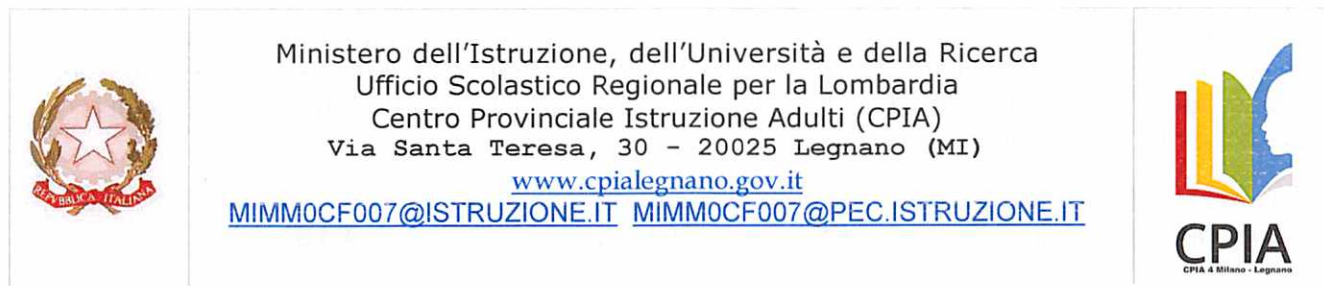 Ministero dell'Istruzione, dell'Università e della Ricerca
Ufficio Scolastico Regionale per la Lombardia
Centro Provinciale Istruzione Adulti (CPIA)
Via Santa Teresa, 30 – 20025 Legnano (MI)
www.cpialegnano.gov.it
MIMM0CF007@ISTRUZIONE.IT MIMM0CF007@PEC.ISTRUZIONE.IT
REPVBBLICA ITALIANA
CPIA
CPIA 4 Milano - Legnano